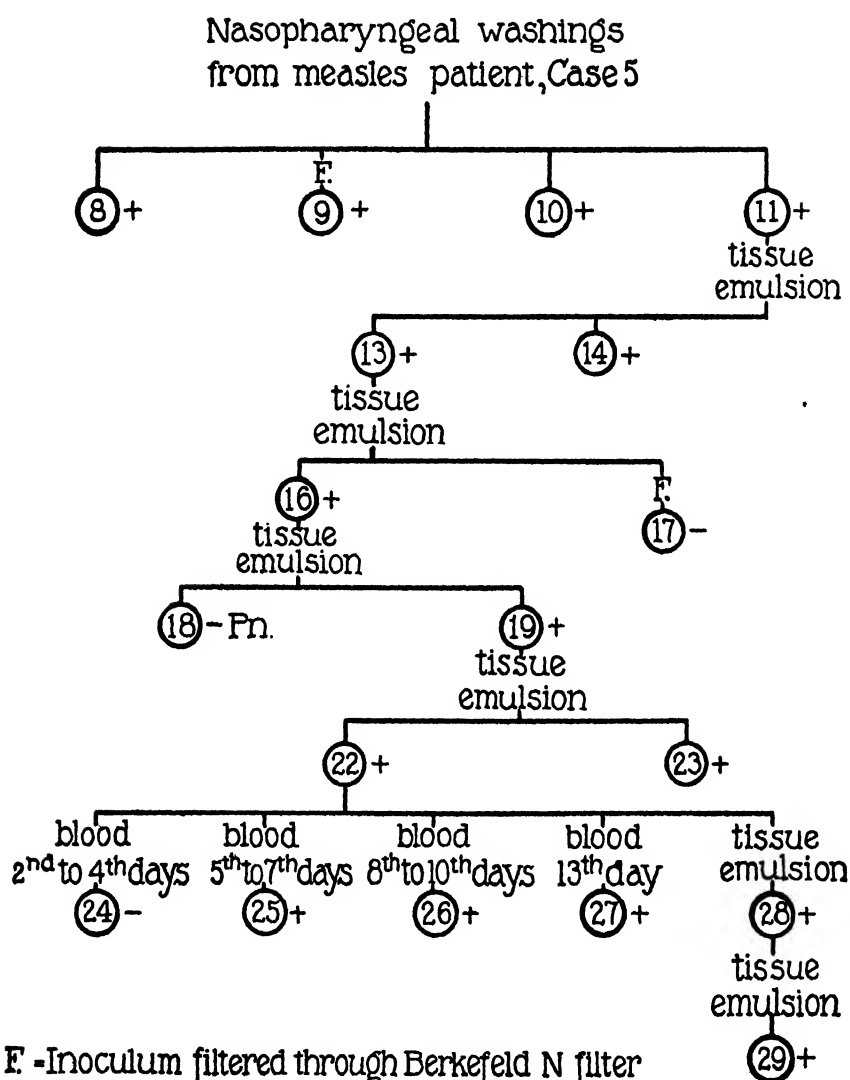 Nasopharyngeal washings
from measles patient, Case 5
F.
8 + 9 + 10 + 11 +
tissue
emulsion
13 + 14 +
tissue
emulsion
F.
16 + 17 -
tissue
emulsion
18 - Pn. 19 +
tissue
emulsion
22 + 23 +
blood blood blood blood tissue
2nd to 4th days 5th to 7th days 8th to 10th days 13th day emulsion
24 - 25 + 26 + 27 + 28 +
tissue
emulsion
29 +
F. = Inoculum filtered through Berkefeld N filter